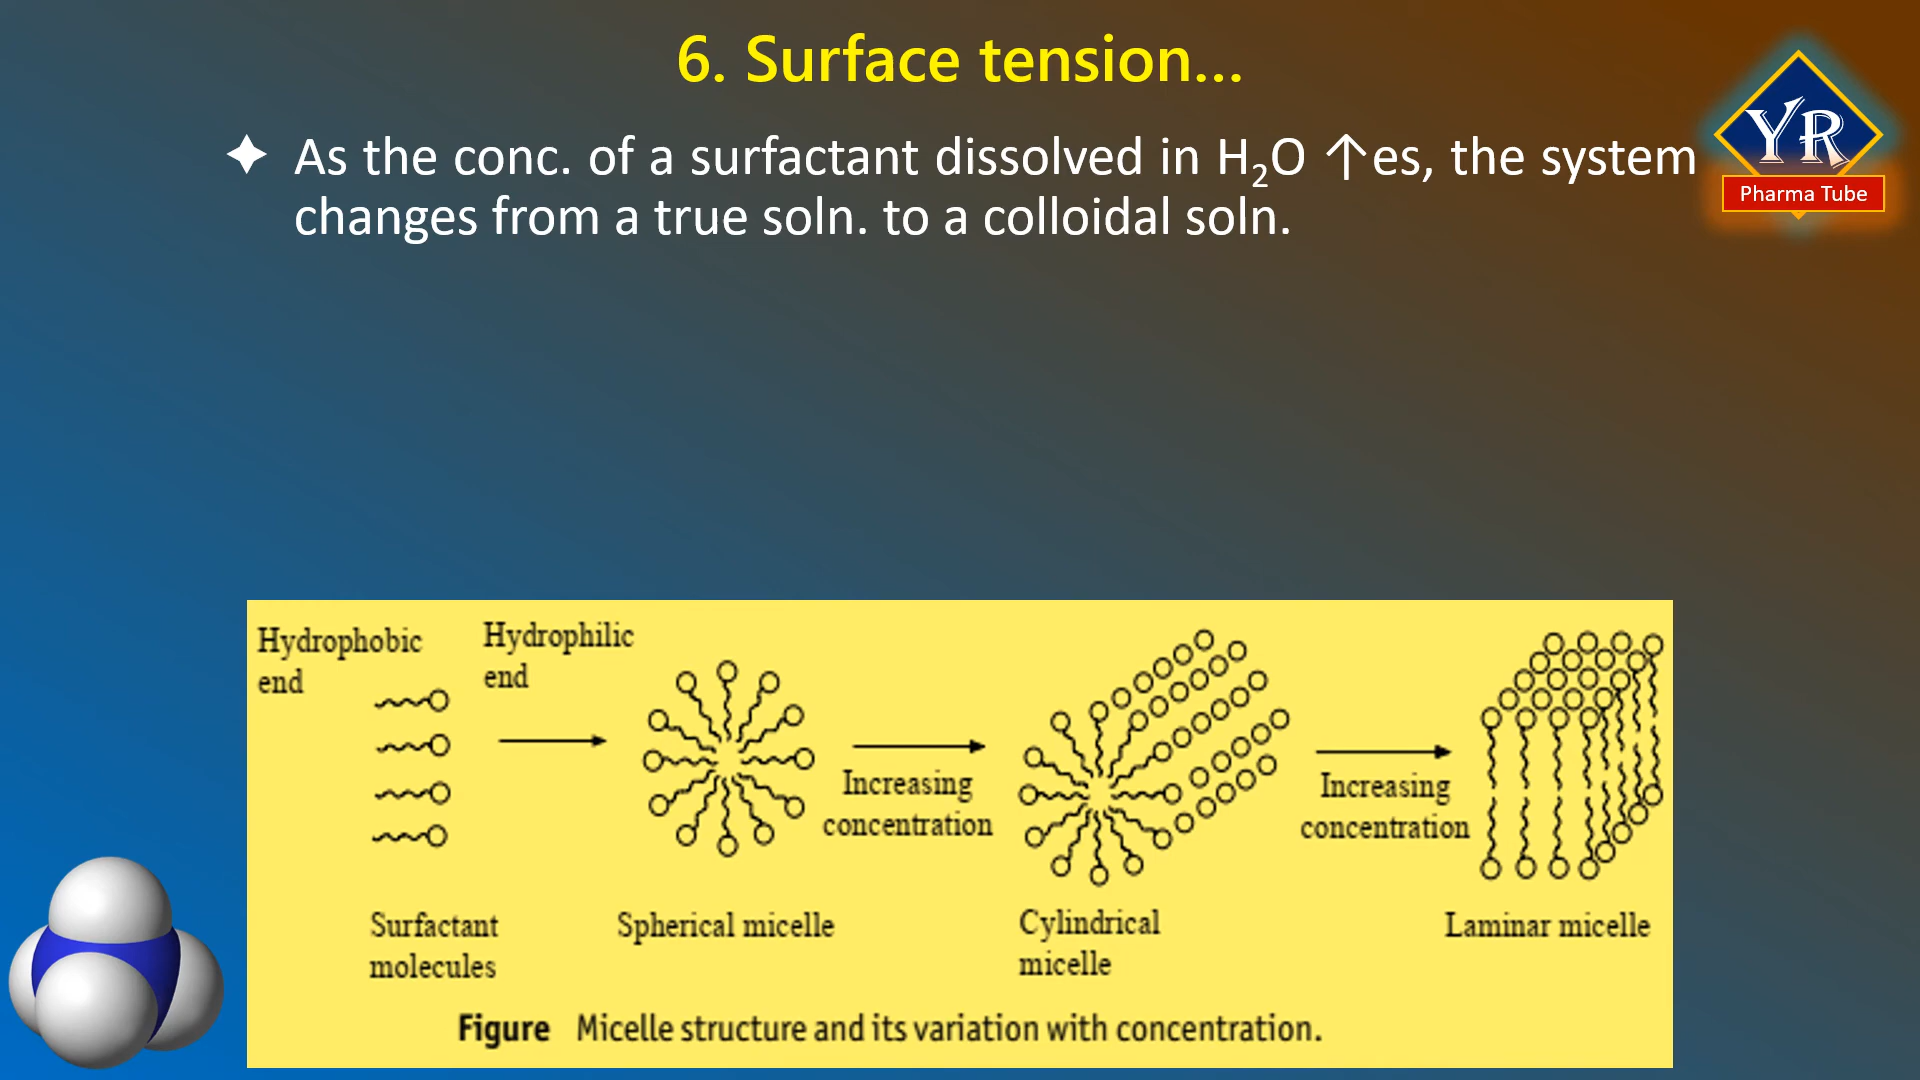 6. Surface tension...
As the conc. of a surfactant dissolved in H₂O ↑es, the system
changes from a true soln. to a colloidal soln.
YR
Pharma Tube
Hydrophobic
end
Hydrophilic
end
Increasing
concentration
Increasing
concentration
Surfactant
molecules
Spherical micelle
Cylindrical
micelle
Laminar micelle
Figure Micelle structure and its variation with concentration.